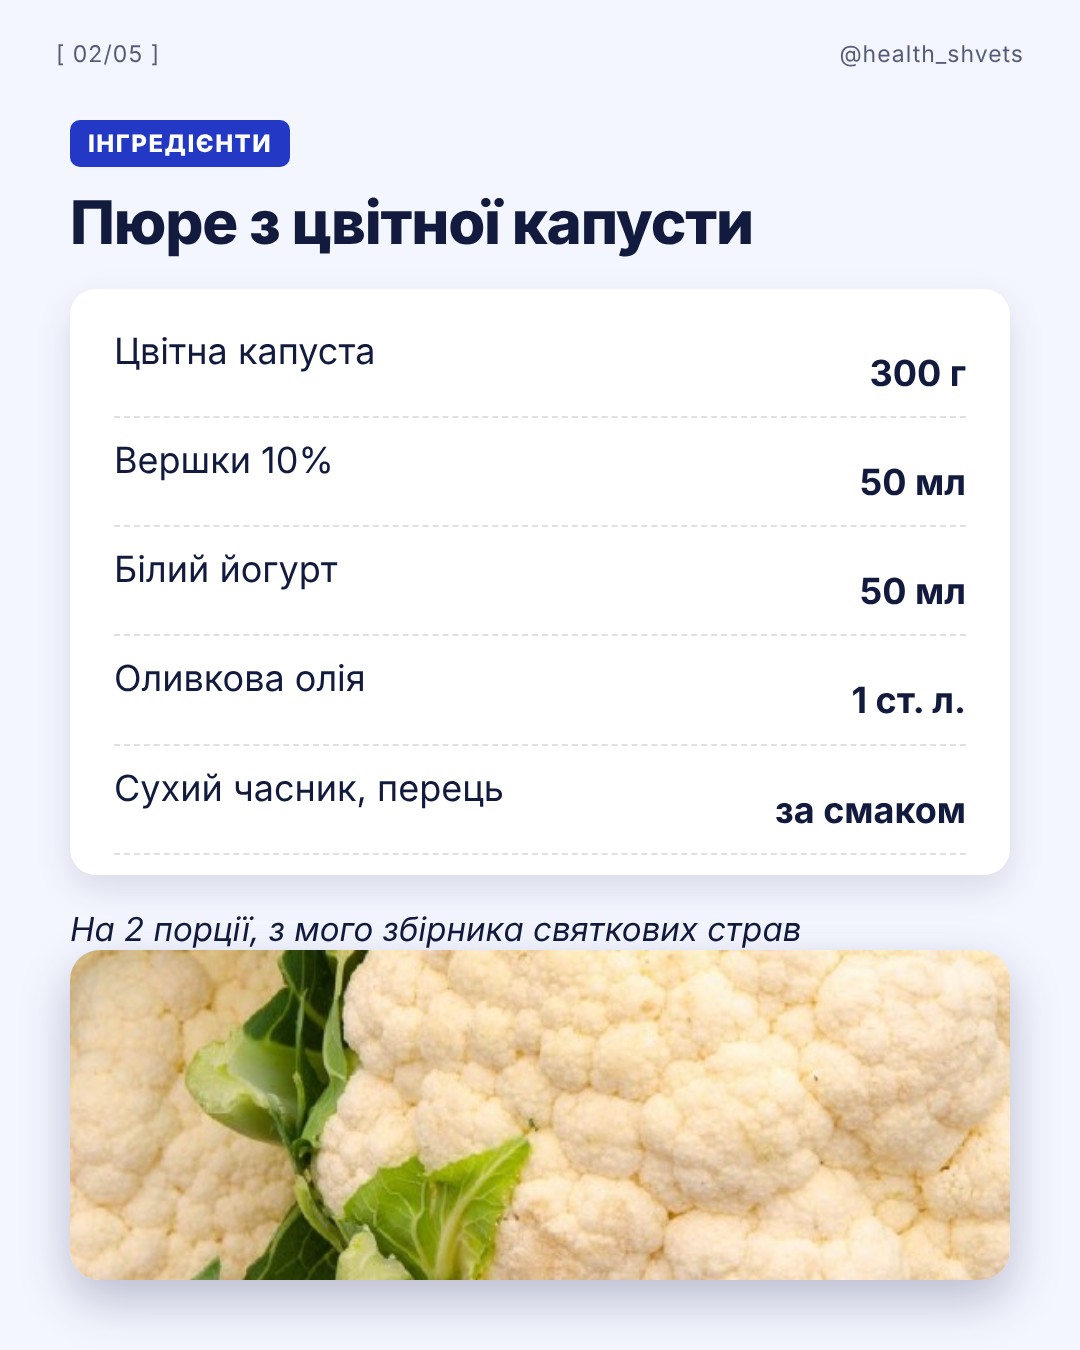 [ 02/05 ]
@health_shvets
ІНГРЕДІЄНТИ
Пюре з цвітної капусти
Цвітна капуста
300 г
Вершки 10%
50 мл
Білий йогурт
50 мл
Оливкова олія
1 ст. л.
Сухий часник, перець
за смаком
На 2 порції, з мого збірника святкових страв